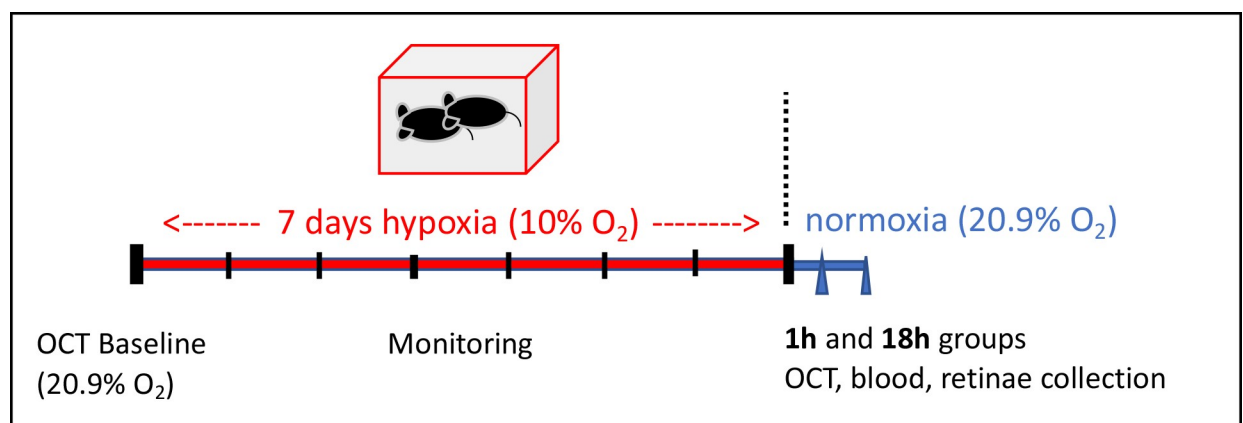 <------- 7 days hypoxia (10% O₂) ------->
normoxia (20.9% O₂)
OCT Baseline
(20.9% O₂)
Monitoring
1h and 18h groups
OCT, blood, retinae collection